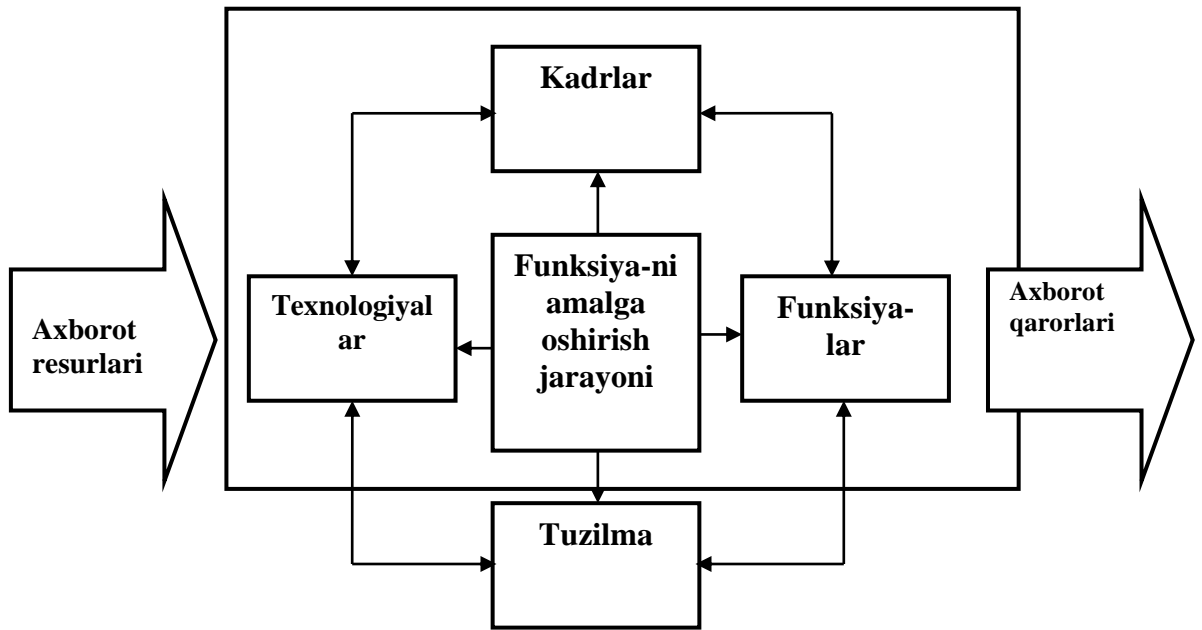 Kadrlar
Axborot
resurlari
Texnologiyal
ar
Funksiya-ni
amalga
oshirish
jarayoni
Funksiya-
lar
Axborot
qarorlari
Tuzilma